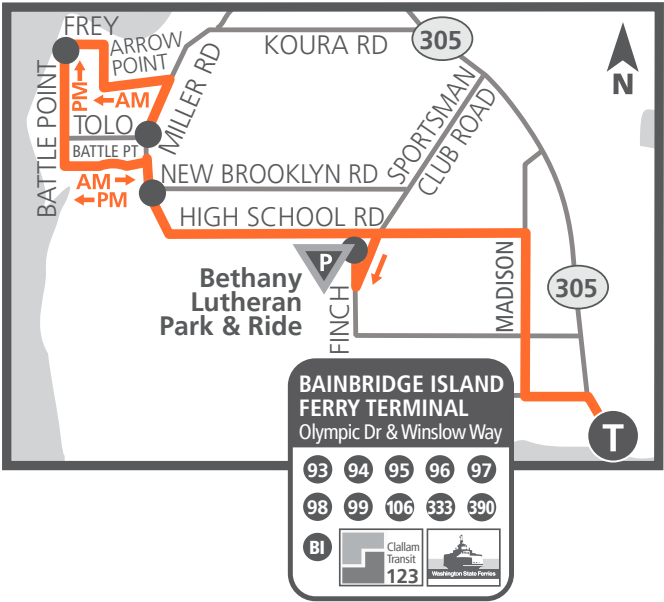 FREY
ARROW
POINT
KOURA RD
305
N
MILLER RD
BATTLE POINT
PM
AM
TOLO
BATTLE PT
SPORTSMAN
CLUB ROAD
NEW BROOKLYN RD
AM
PM
HIGH SCHOOL RD
P
Bethany
Lutheran
Park & Ride
FINCH
MADISON
305
BAINBRIDGE ISLAND
FERRY TERMINAL
Olympic Dr & Winslow Way
T
93 94 95 96 97
98 99 106 333 390
BI
Clallam
Transit
123
Washington State Ferries